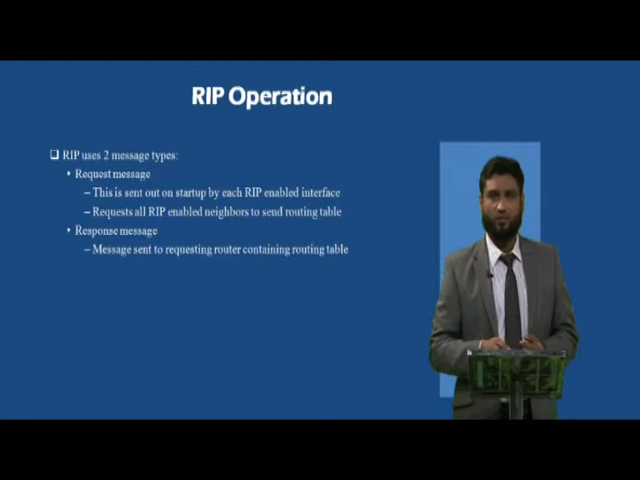 RIP Operation
❑ RIP uses 2 message types:
• Request message
– This is sent out on startup by each RIP enabled interface
– Requests all RIP enabled neighbors to send routing table
• Response message
– Message sent to requesting router containing routing table